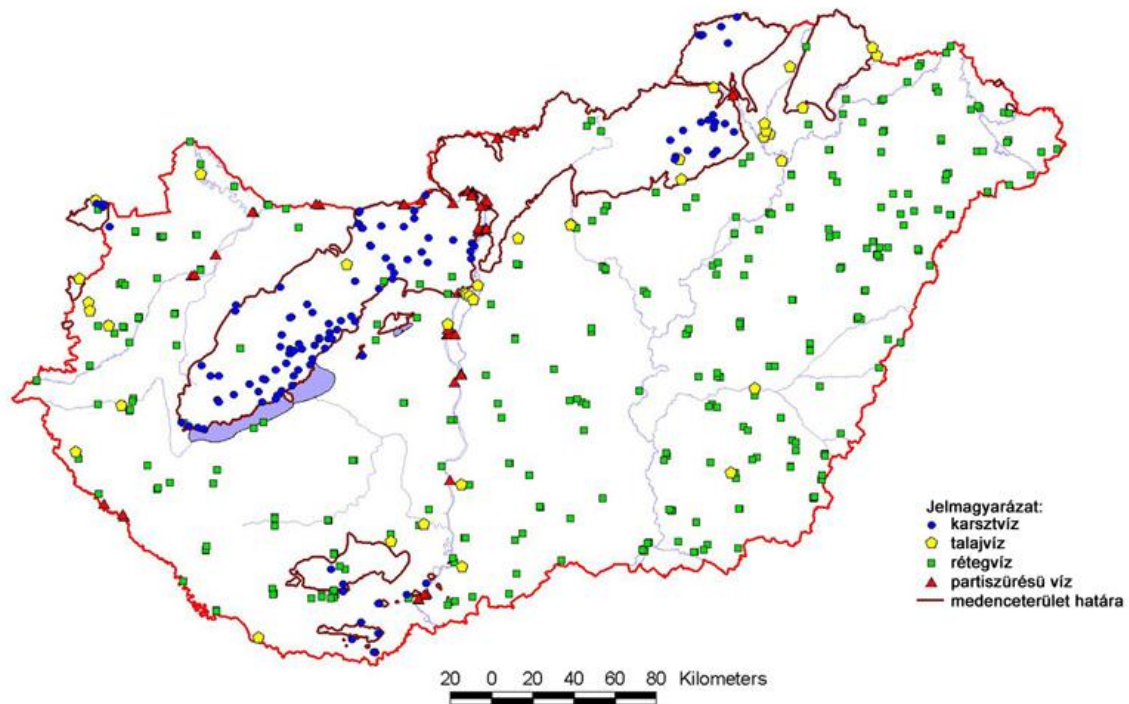 Jelmagyarázat:
karsztvíz
talajvíz
rétegvíz
partiszűrésű víz
medenceterület határa
20 0 20 40 60 80 Kilometers